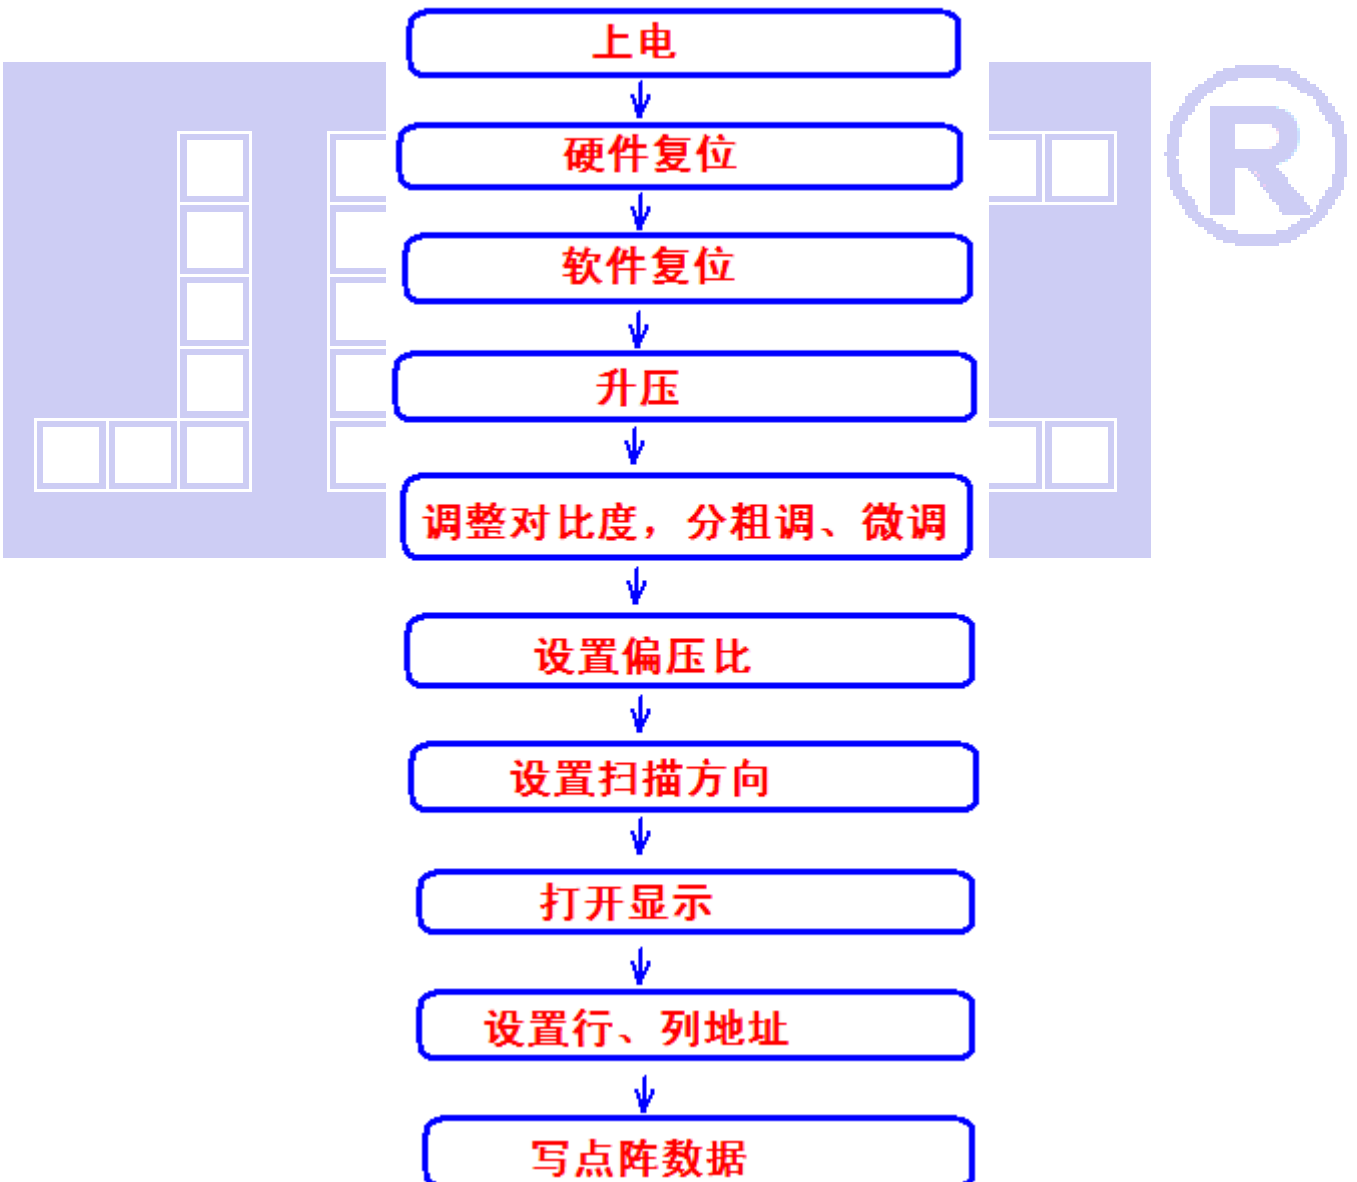 上电
硬件复位
软件复位
升压
调整对比度，分粗调、微调
设置偏压比
设置扫描方向
打开显示
设置行、列地址
写点阵数据
®